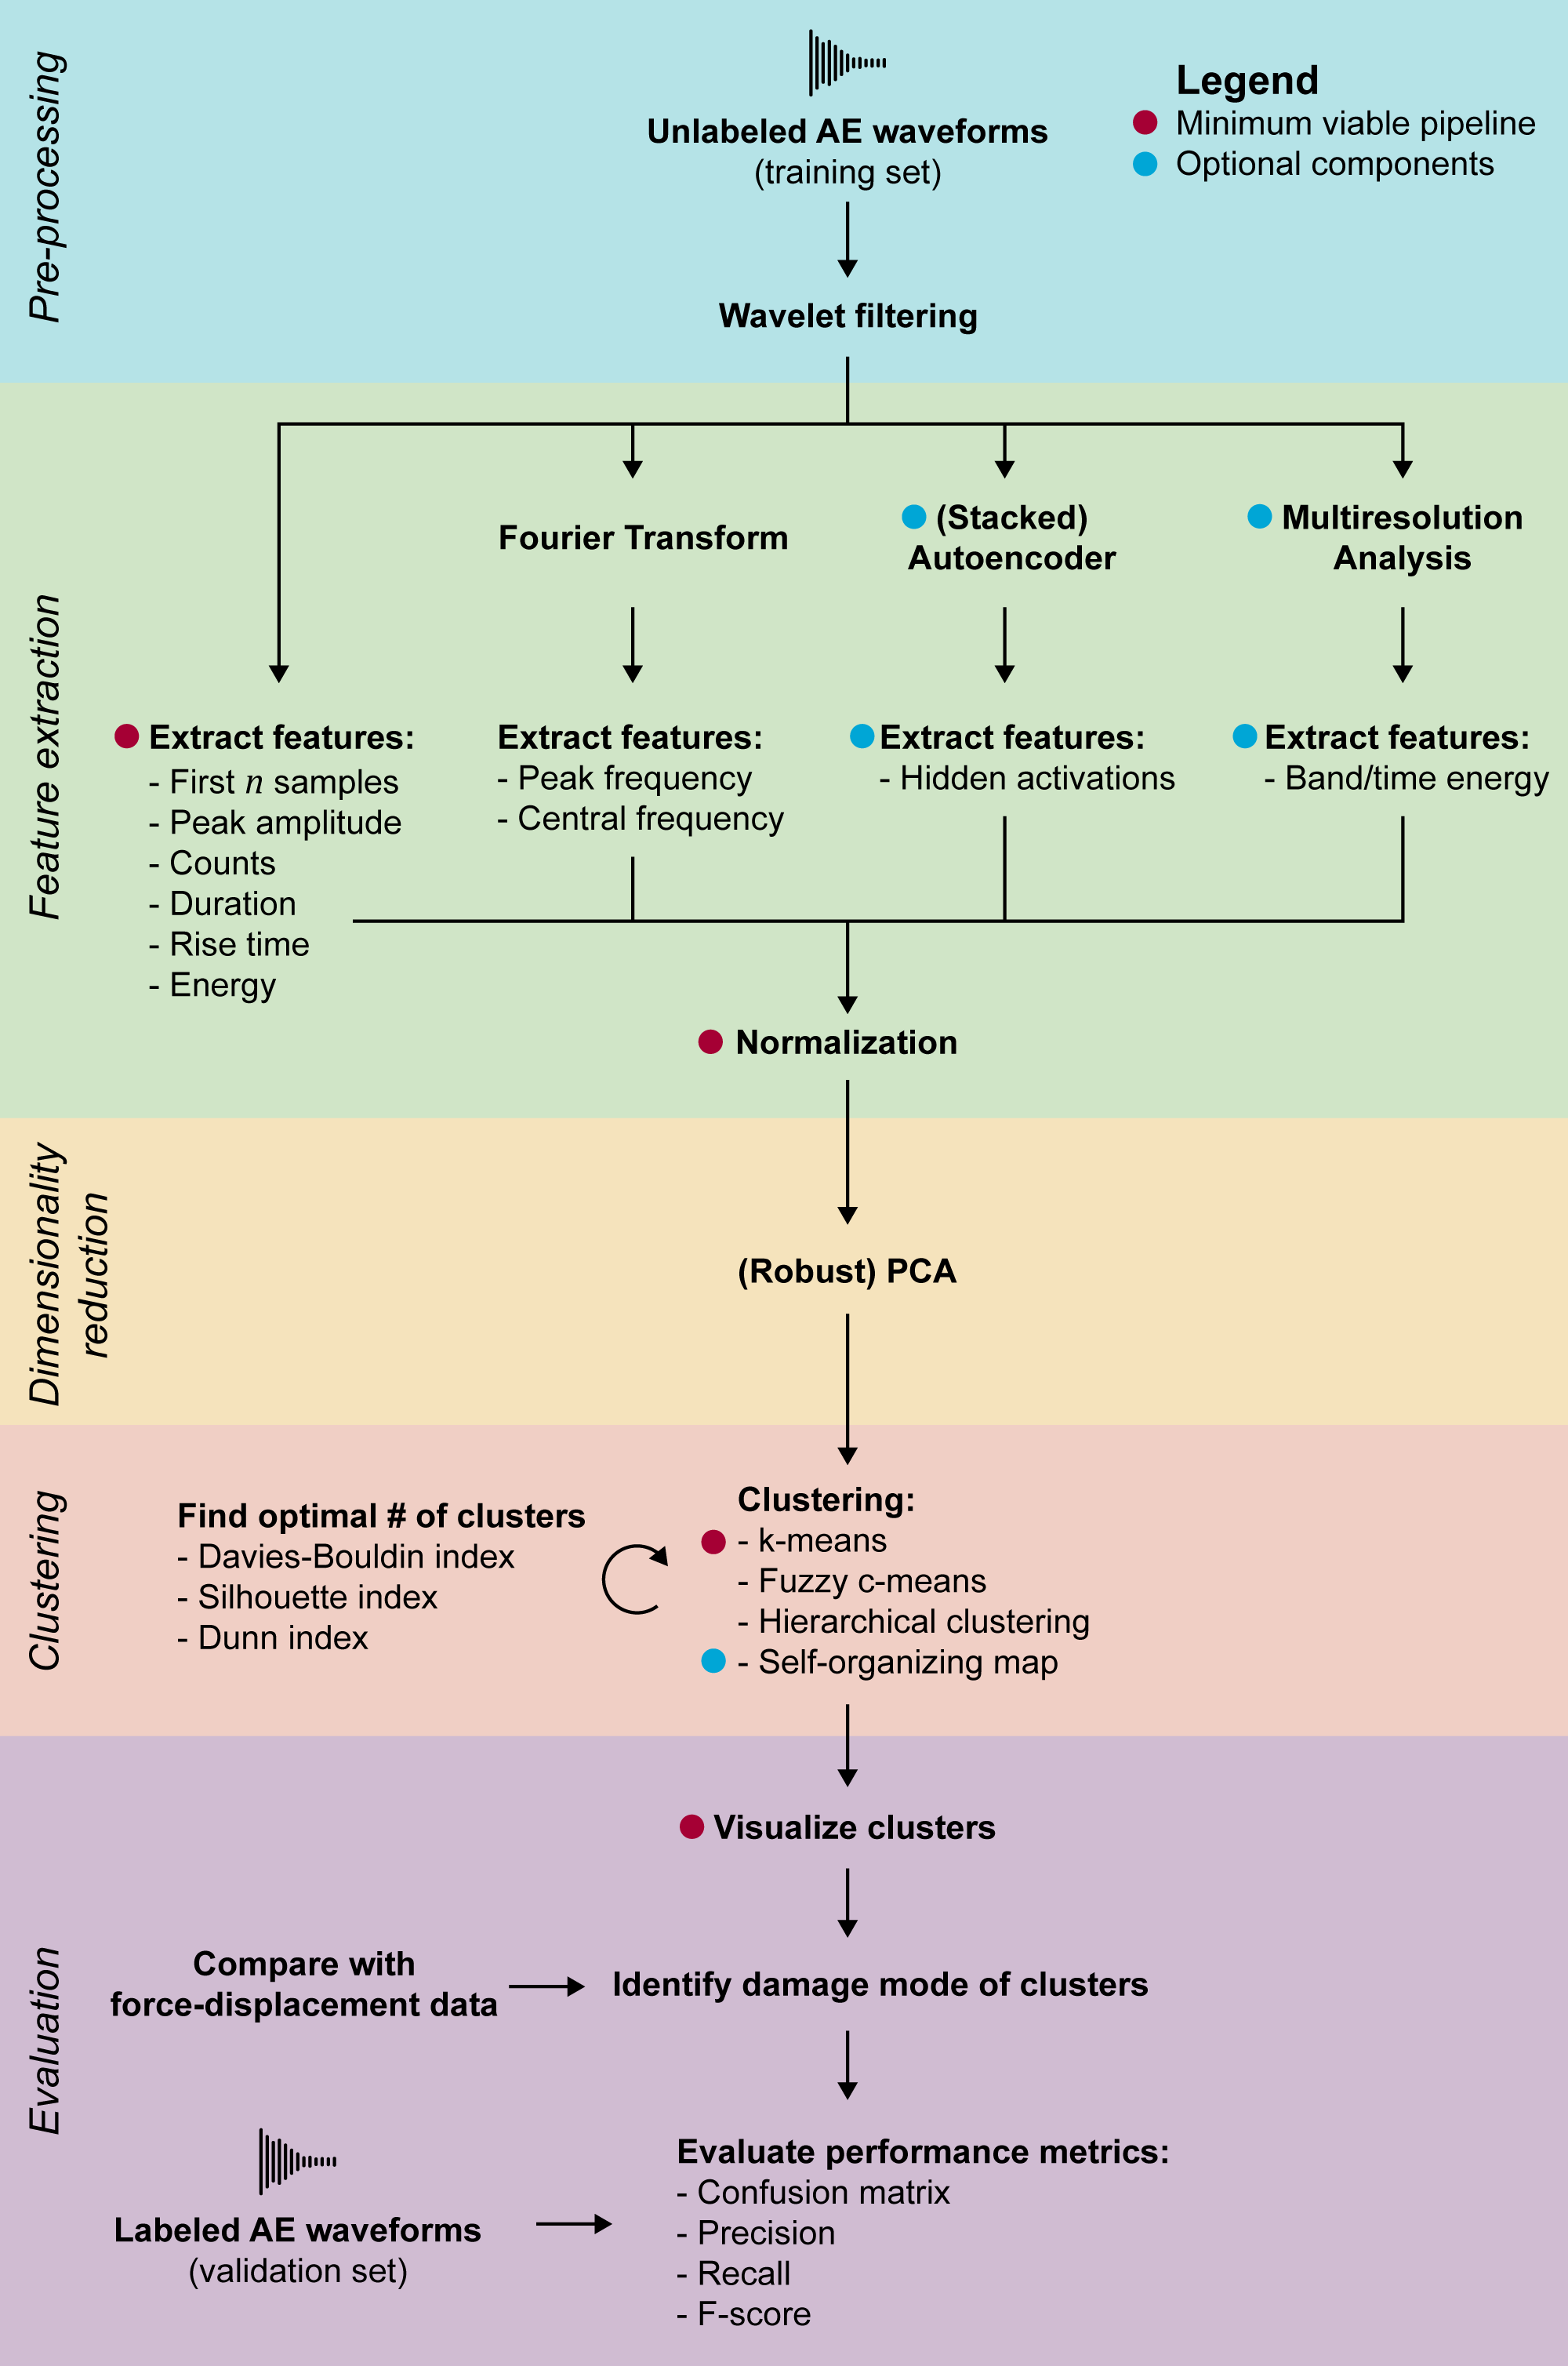 Pre-processing
Unlabeled AE waveforms
(training set)
Legend
Minimum viable pipeline
Optional components
Wavelet filtering
Feature extraction
Fourier Transform
(Stacked)
Autoencoder
Multiresolution
Analysis
Extract features:
- First n samples
- Peak amplitude
- Counts
- Duration
- Rise time
- Energy
Extract features:
- Peak frequency
- Central frequency
Extract features:
- Hidden activations
Extract features:
- Band/time energy
Normalization
Dimensionality
reduction
(Robust) PCA
Clustering
Find optimal # of clusters
- Davies-Bouldin index
- Silhouette index
- Dunn index
Clustering:
- k-means
- Fuzzy c-means
- Hierarchical clustering
- Self-organizing map
Evaluation
Visualize clusters
Compare with
force-displacement data
Identify damage mode of clusters
Labeled AE waveforms
(validation set)
Evaluate performance metrics:
- Confusion matrix
- Precision
- Recall
- F-score